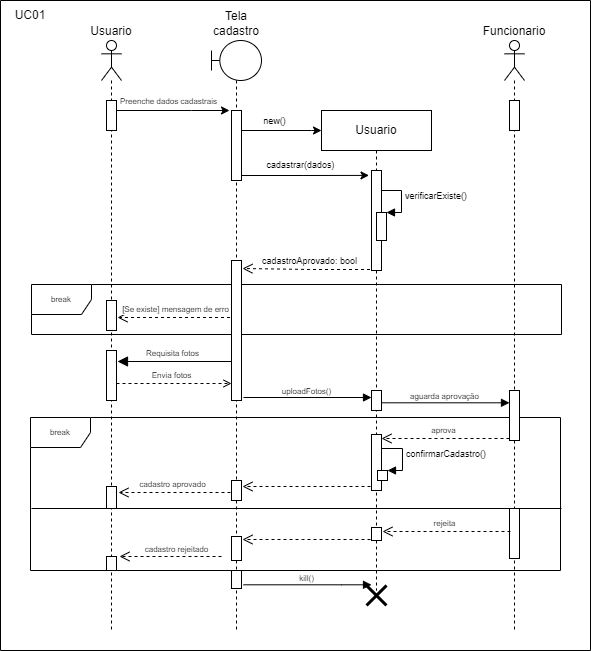 UC01
Usuario
Tela
cadastro
Funcionario
Preenche dados cadastrais
new()
Usuario
cadastrar(dados)
verificarExiste()
cadastroAprovado: bool
break
[Se existe] mensagem de erro
Requisita fotos
Envia fotos
uploadFotos()
aguarda aprovação
break
aprova
confirmarCadastro()
cadastro aprovado
rejeita
cadastro rejeitado
kill()